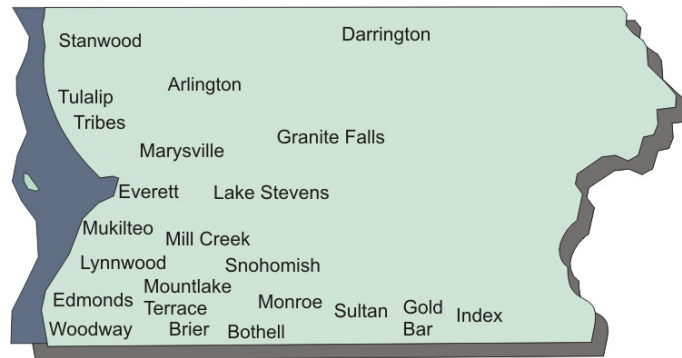 Stanwood
Darrington
Arlington
Tulalip
Tribes
Granite Falls
Marysville
Everett
Lake Stevens
Mukilteo
Mill Creek
Lynnwood
Snohomish
Mountlake
Terrace
Edmonds
Monroe
Sultan
Gold
Bar
Index
Woodway
Brier
Bothell